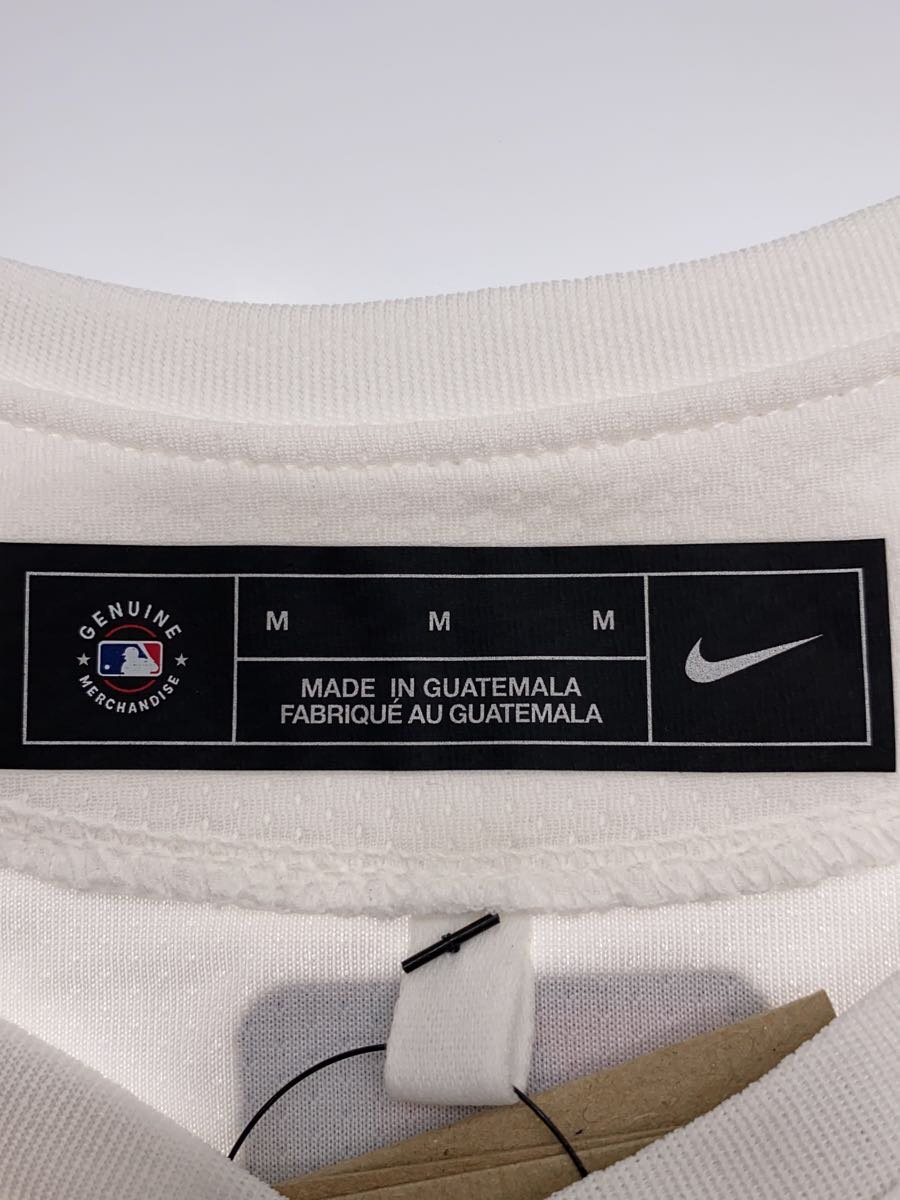 GENUINE
MERCHANDISE
M M M
MADE IN GUATEMALA
FABRIQUÉ AU GUATEMALA